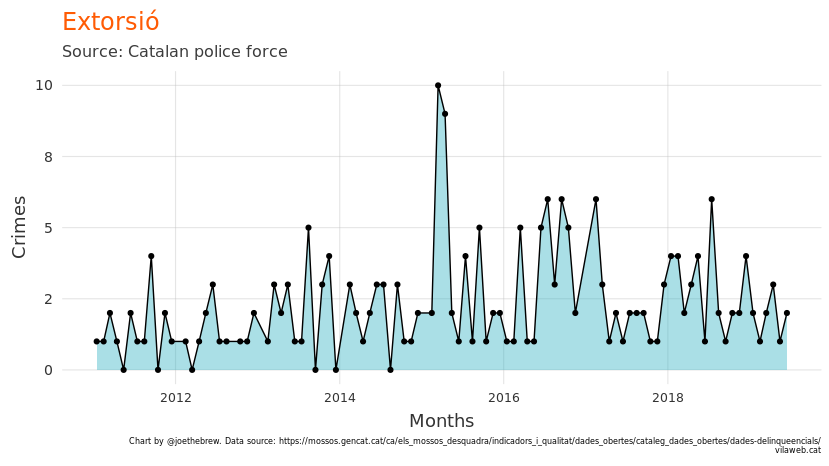 Extorsió
Source: Catalan police force
10
8
5
2
0
Crimes
2012 2014 2016 2018
Months
Chart by @joethebrew. Data source: https://mossos.gencat.cat/ca/els_mossos_desquadra/indicadors_i_qualitat/dades_obertes/cataleg_dades_obertes/dades-delinqueencials/
vilaweb.cat